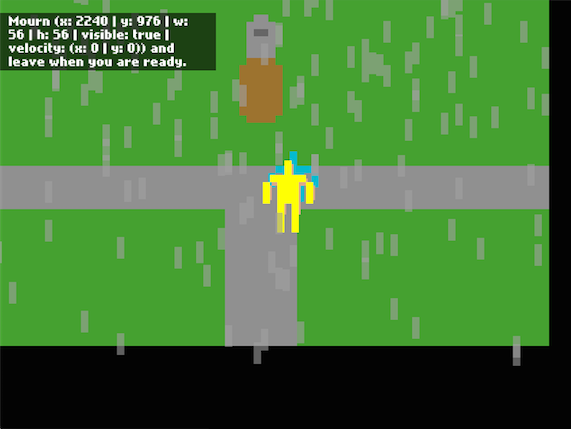 Mourn (x: 2240 | y: 976 | w:
56 | h: 56 | visible: true |
velocity: (x: 0 | y: 0)) and
leave when you are ready.